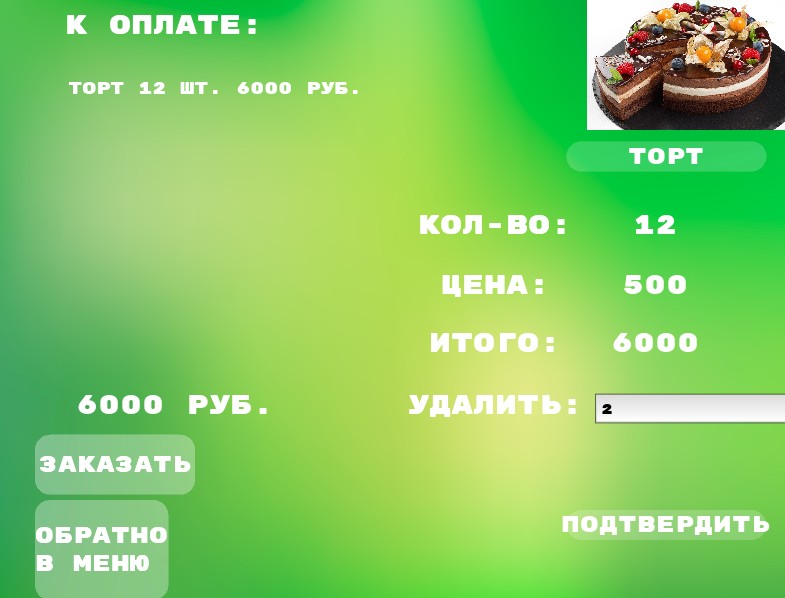 К ОПЛАТЕ:
ТОРТ 12 ШТ. 6000 РУБ.
ТОРТ
КОЛ-ВО: 12
ЦЕНА: 500
ИТОГО: 6000
6000 РУБ.
УДАЛИТЬ: 2
ЗАКАЗАТЬ
ОБРАТНО
В МЕНЮ
ПОДТВЕРДИТЬ